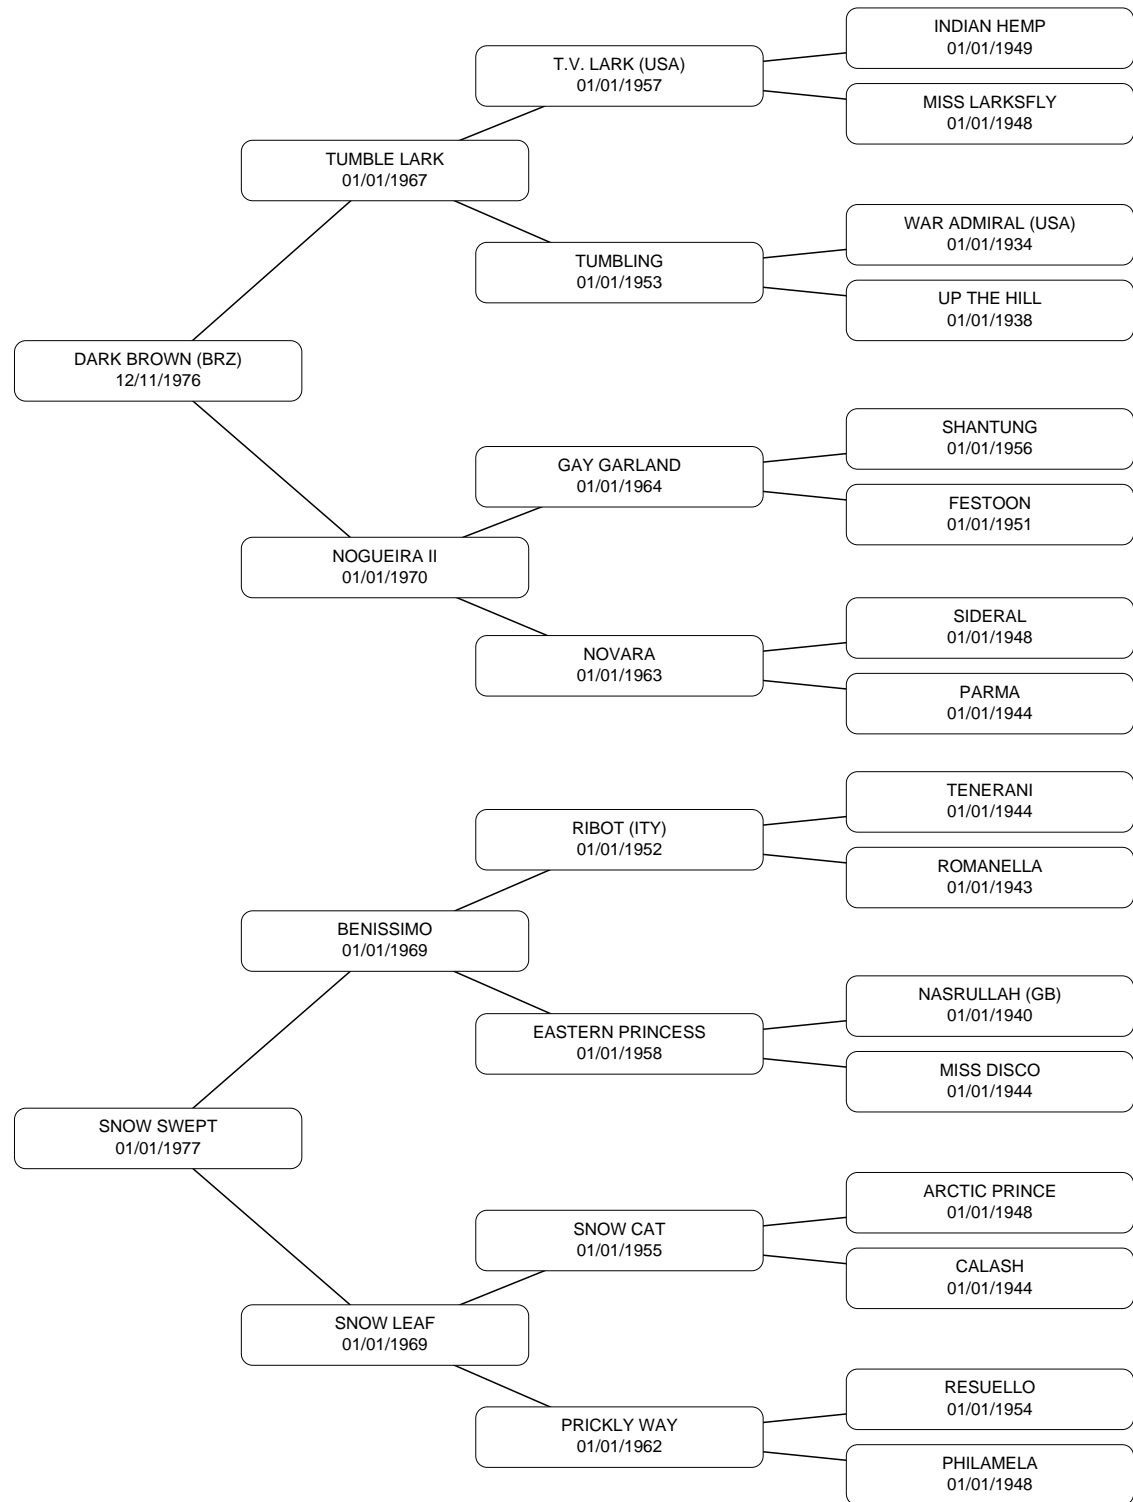 INDIAN HEMP
01/01/1949
T.V. LARK (USA)
01/01/1957
MISS LARKSFLY
01/01/1948
TUMBLE LARK
01/01/1967
WAR ADMIRAL (USA)
01/01/1934
TUMBLING
01/01/1953
UP THE HILL
01/01/1938
DARK BROWN (BRZ)
12/11/1976
SHANTUNG
01/01/1956
GAY GARLAND
01/01/1964
FESTOON
01/01/1951
NOGUEIRA II
01/01/1970
SIDERAL
01/01/1948
NOVARA
01/01/1963
PARMA
01/01/1944
TENERANI
01/01/1944
RIBOT (ITY)
01/01/1952
ROMANELLA
01/01/1943
BENISSIMO
01/01/1969
NASRULLAH (GB)
01/01/1940
EASTERN PRINCESS
01/01/1958
MISS DISCO
01/01/1944
SNOW SWEPT
01/01/1977
ARCTIC PRINCE
01/01/1948
SNOW CAT
01/01/1955
CALASH
01/01/1944
SNOW LEAF
01/01/1969
RESUELLO
01/01/1954
PRICKLY WAY
01/01/1962
PHILAMELA
01/01/1948